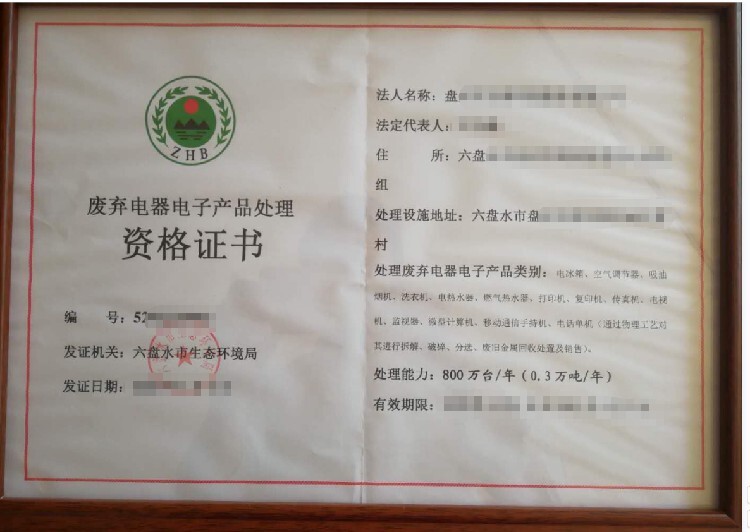 ZHB
废弃电器电子产品处理
资格证书
编 号：52
发证机关：六盘水市生态环境局
发证日期：
法人名称：盘
法定代表人：
住 所：六盘
组
处理设施地址：六盘水市盘
村
处理废弃电器电子产品类别：电冰箱、空气调节器、吸油
烟机、洗衣机、电热水器、燃气热水器、打印机、复印机、传真机、电视
机、监视器、微型计算机、移动通信手持机、电话单机（通过物理工艺对
其进行拆解、破碎、分选、废旧金属回收处置及销售）。
处理能力：800万台/年（0.3万吨/年）
有效期限：